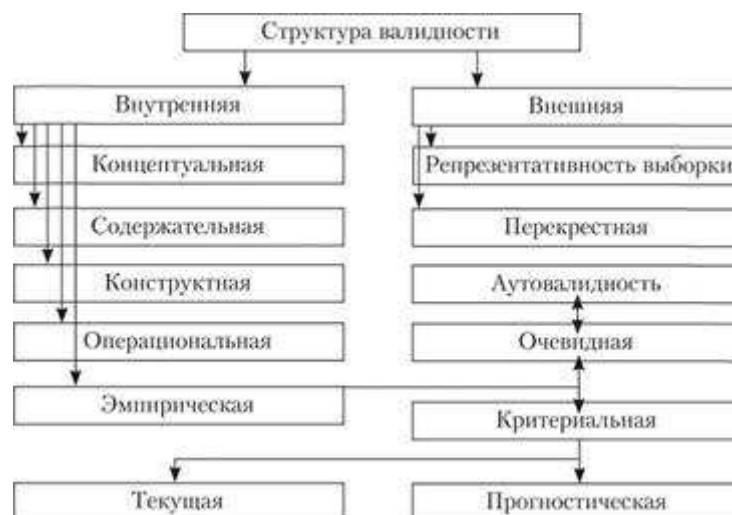 Структура валидности
Внутренняя
Внешняя
Концептуальная
Репрезентативность выборки
Содержательная
Перекрестная
Конструктная
Аутовалидность
Операциональная
Очевидная
Эмпирическая
Критериальная
Текущая
Прогностическая